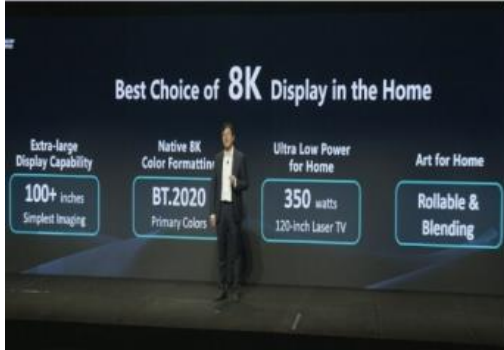 Best Choice of 8K Display in the Home
Extra-large
Display Capability
100+ inches
Simplest Imaging
Native 8K
Color Formatting
BT.2020
Primary Colors
Ultra Low Power
for Home
350 watts
120-inch Laser TV
Art for Home
Rollable &
Blending